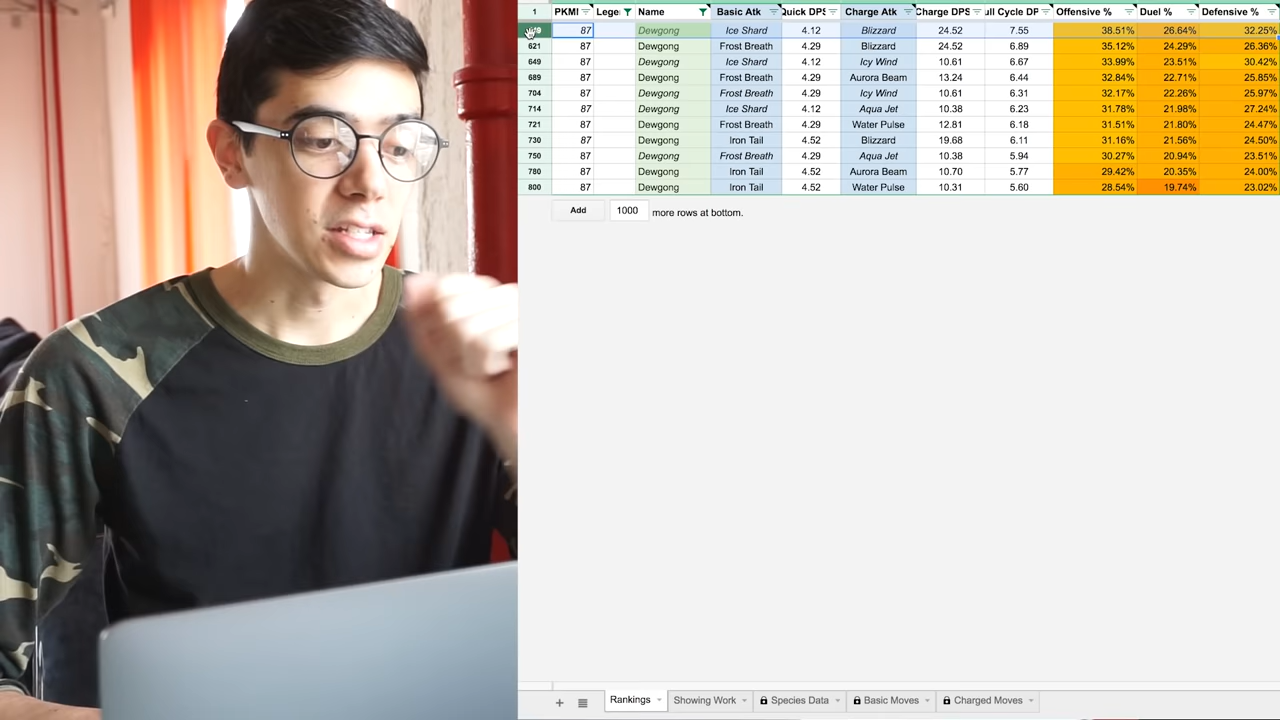 1 PKMI Lege Name Basic Atk Quick DPS Charge Atk Charge DPS ull Cycle DP Offensive % Duel % Defensive %
87 Dewgong Ice Shard 4.12 Blizzard 24.52 7.55 38.51% 26.64% 32.25%
621 87 Dewgong Frost Breath 4.29 Blizzard 24.52 6.89 35.12% 24.29% 26.36%
649 87 Dewgong Ice Shard 4.12 Icy Wind 10.61 6.67 33.99% 23.51% 30.42%
689 87 Dewgong Frost Breath 4.29 Aurora Beam 13.24 6.44 32.84% 22.71% 25.85%
704 87 Dewgong Frost Breath 4.29 Icy Wind 10.61 6.31 32.17% 22.26% 25.97%
714 87 Dewgong Ice Shard 4.12 Aqua Jet 10.38 6.23 31.78% 21.98% 27.24%
721 87 Dewgong Frost Breath 4.29 Water Pulse 12.81 6.18 31.51% 21.80% 24.47%
730 87 Dewgong Iron Tail 4.52 Blizzard 19.68 6.11 31.16% 21.56% 24.50%
750 87 Dewgong Frost Breath 4.29 Aqua Jet 10.38 5.94 30.27% 20.94% 23.51%
780 87 Dewgong Iron Tail 4.52 Aurora Beam 10.70 5.77 29.42% 20.35% 24.00%
800 87 Dewgong Iron Tail 4.52 Water Pulse 10.31 5.60 28.54% 19.74% 23.02%
Add 1000 more rows at bottom.
+ Rankings Showing Work Species Data Basic Moves Charged Moves